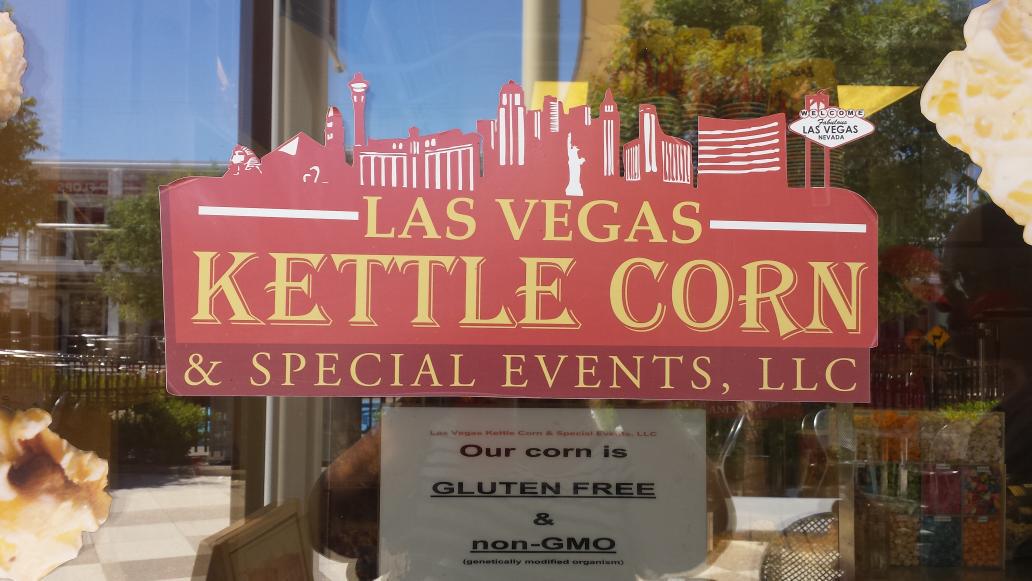 WELCOME
Fabulous
LAS VEGAS
NEVADA
LAS VEGAS
KETTLE CORN
& SPECIAL EVENTS, LLC
Las Vegas Kettle Corn & Special Events, LLC
Our corn is
GLUTEN FREE
&
non-GMO
(genetically modified organism)